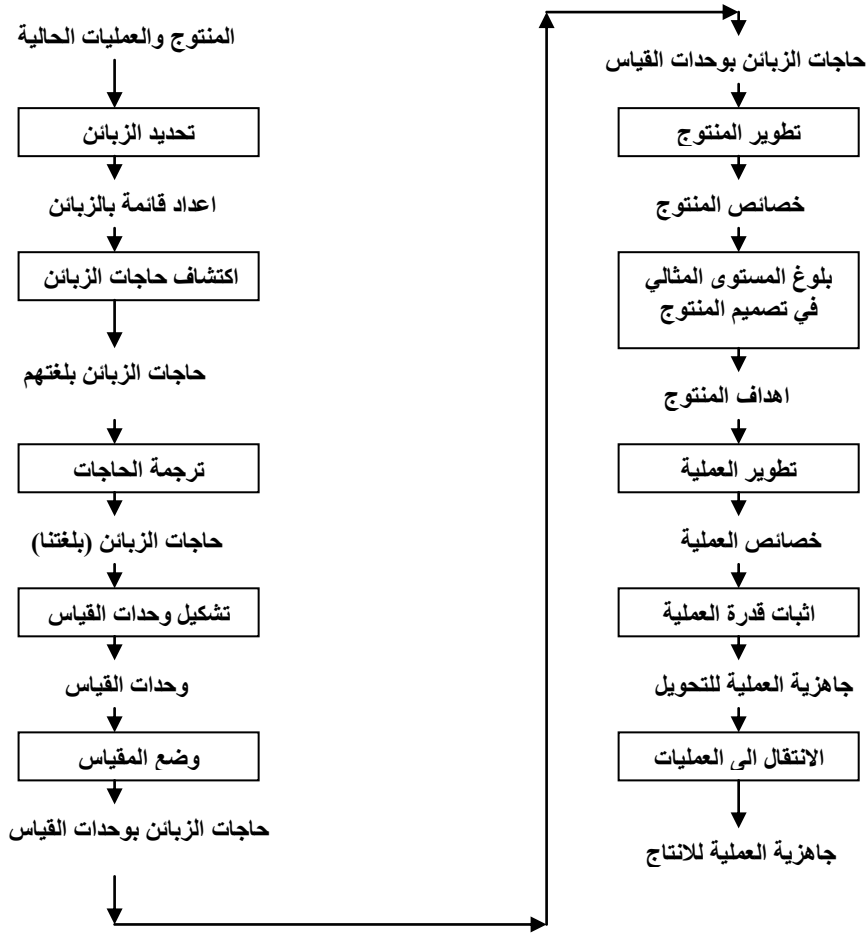 المنتوج والعمليات الحالية
تحديد الزبائن
اعداد قائمة بالزبائن
اكتشاف حاجات الزبائن
حاجات الزبائن بلغتهم
ترجمة الحاجات
حاجات الزبائن (بلغتنا)
تشكيل وحدات القياس
وحدات القياس
وضع المقياس
حاجات الزبائن بوحدات القياس
حاجات الزبائن بوحدات القياس
تطوير المنتوج
خصائص المنتوج
بلوغ المستوى المثالي
في تصميم المنتوج
اهداف المنتوج
تطوير العملية
خصائص العملية
اثبات قدرة العملية
جاهزية العملية للتحويل
الانتقال الى العمليات
جاهزية العملية للانتاج